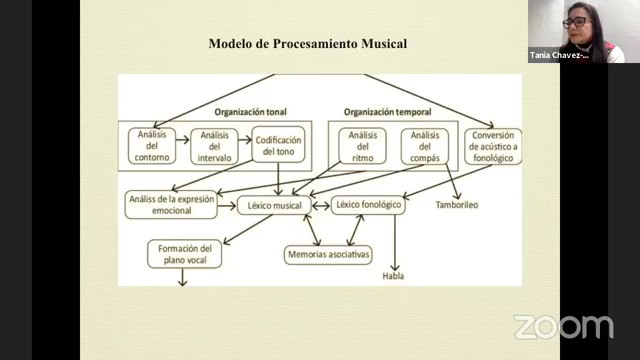 Modelo de Procesamiento Musical
Tania Chavez-...
Organización tonal
Organización temporal
Análisis
del
contorno
Análisis
del
intervalo
Codificación
del tono
Análisis
del
ritmo
Análisis
del
compás
Conversión
de acústico a
fonológico
Análiss de la expresión
emocional
Léxico musical
Léxico fonológico
Tamborileo
Formación del
plano vocal
Memorias asociativas
Habla
zoom